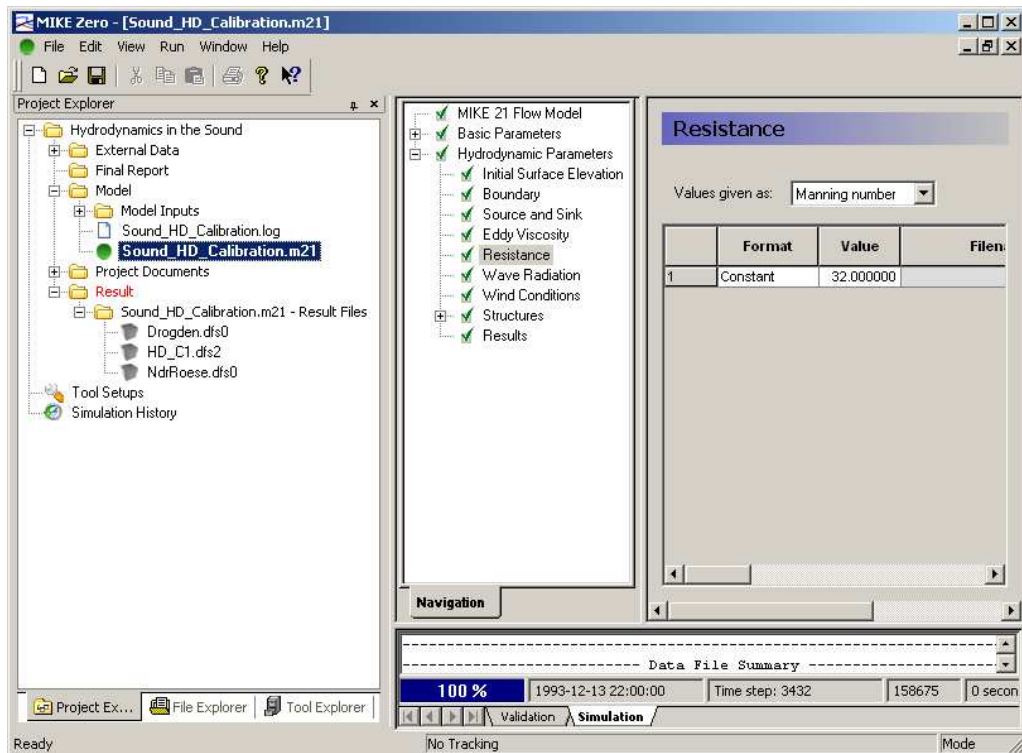 MIKE Zero - [Sound_HD_Calibration.m21]
File Edit View Run Window Help
Project Explorer
Hydrodynamics in the Sound
External Data
Final Report
Model
Model Inputs
Sound_HD_Calibration.log
Sound_HD_Calibration.m21
Project Documents
Result
Sound_HD_Calibration.m21 - Result Files
Drogden.dfs0
HD_C1.dfs2
NdrRoese.dfs0
Tool Setups
Simulation History
Project Ex... File Explorer Tool Explorer
MIKE 21 Flow Model
Basic Parameters
Hydrodynamic Parameters
Initial Surface Elevation
Boundary
Source and Sink
Eddy Viscosity
Resistance
Wave Radiation
Wind Conditions
Structures
Results
Navigation
Resistance
Values given as: Manning number
Format Value Filen
1 Constant 32.000000
Data File Summary
100 % 1993-12-13 22:00:00 Time step: 3432 158675 0 secon
Validation Simulation
Ready No Tracking Mode